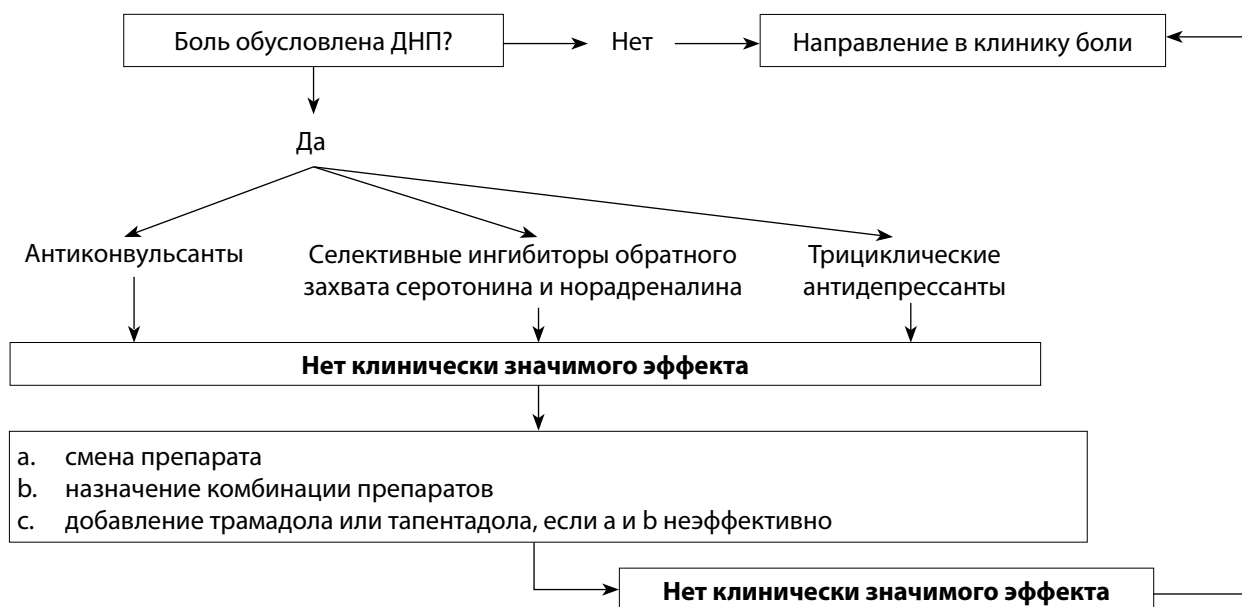 Боль обусловлена ДНП?
Нет
Направление в клинику боли
Да
Антиконвульсанты
Селективные ингибиторы обратного
захвата серотонина и норадреналина
Трициклические
антидепрессанты
Нет клинически значимого эффекта
a. смена препарата
b. назначение комбинации препаратов
c. добавление трамадола или тапентадола, если a и b неэффективно
Нет клинически значимого эффекта